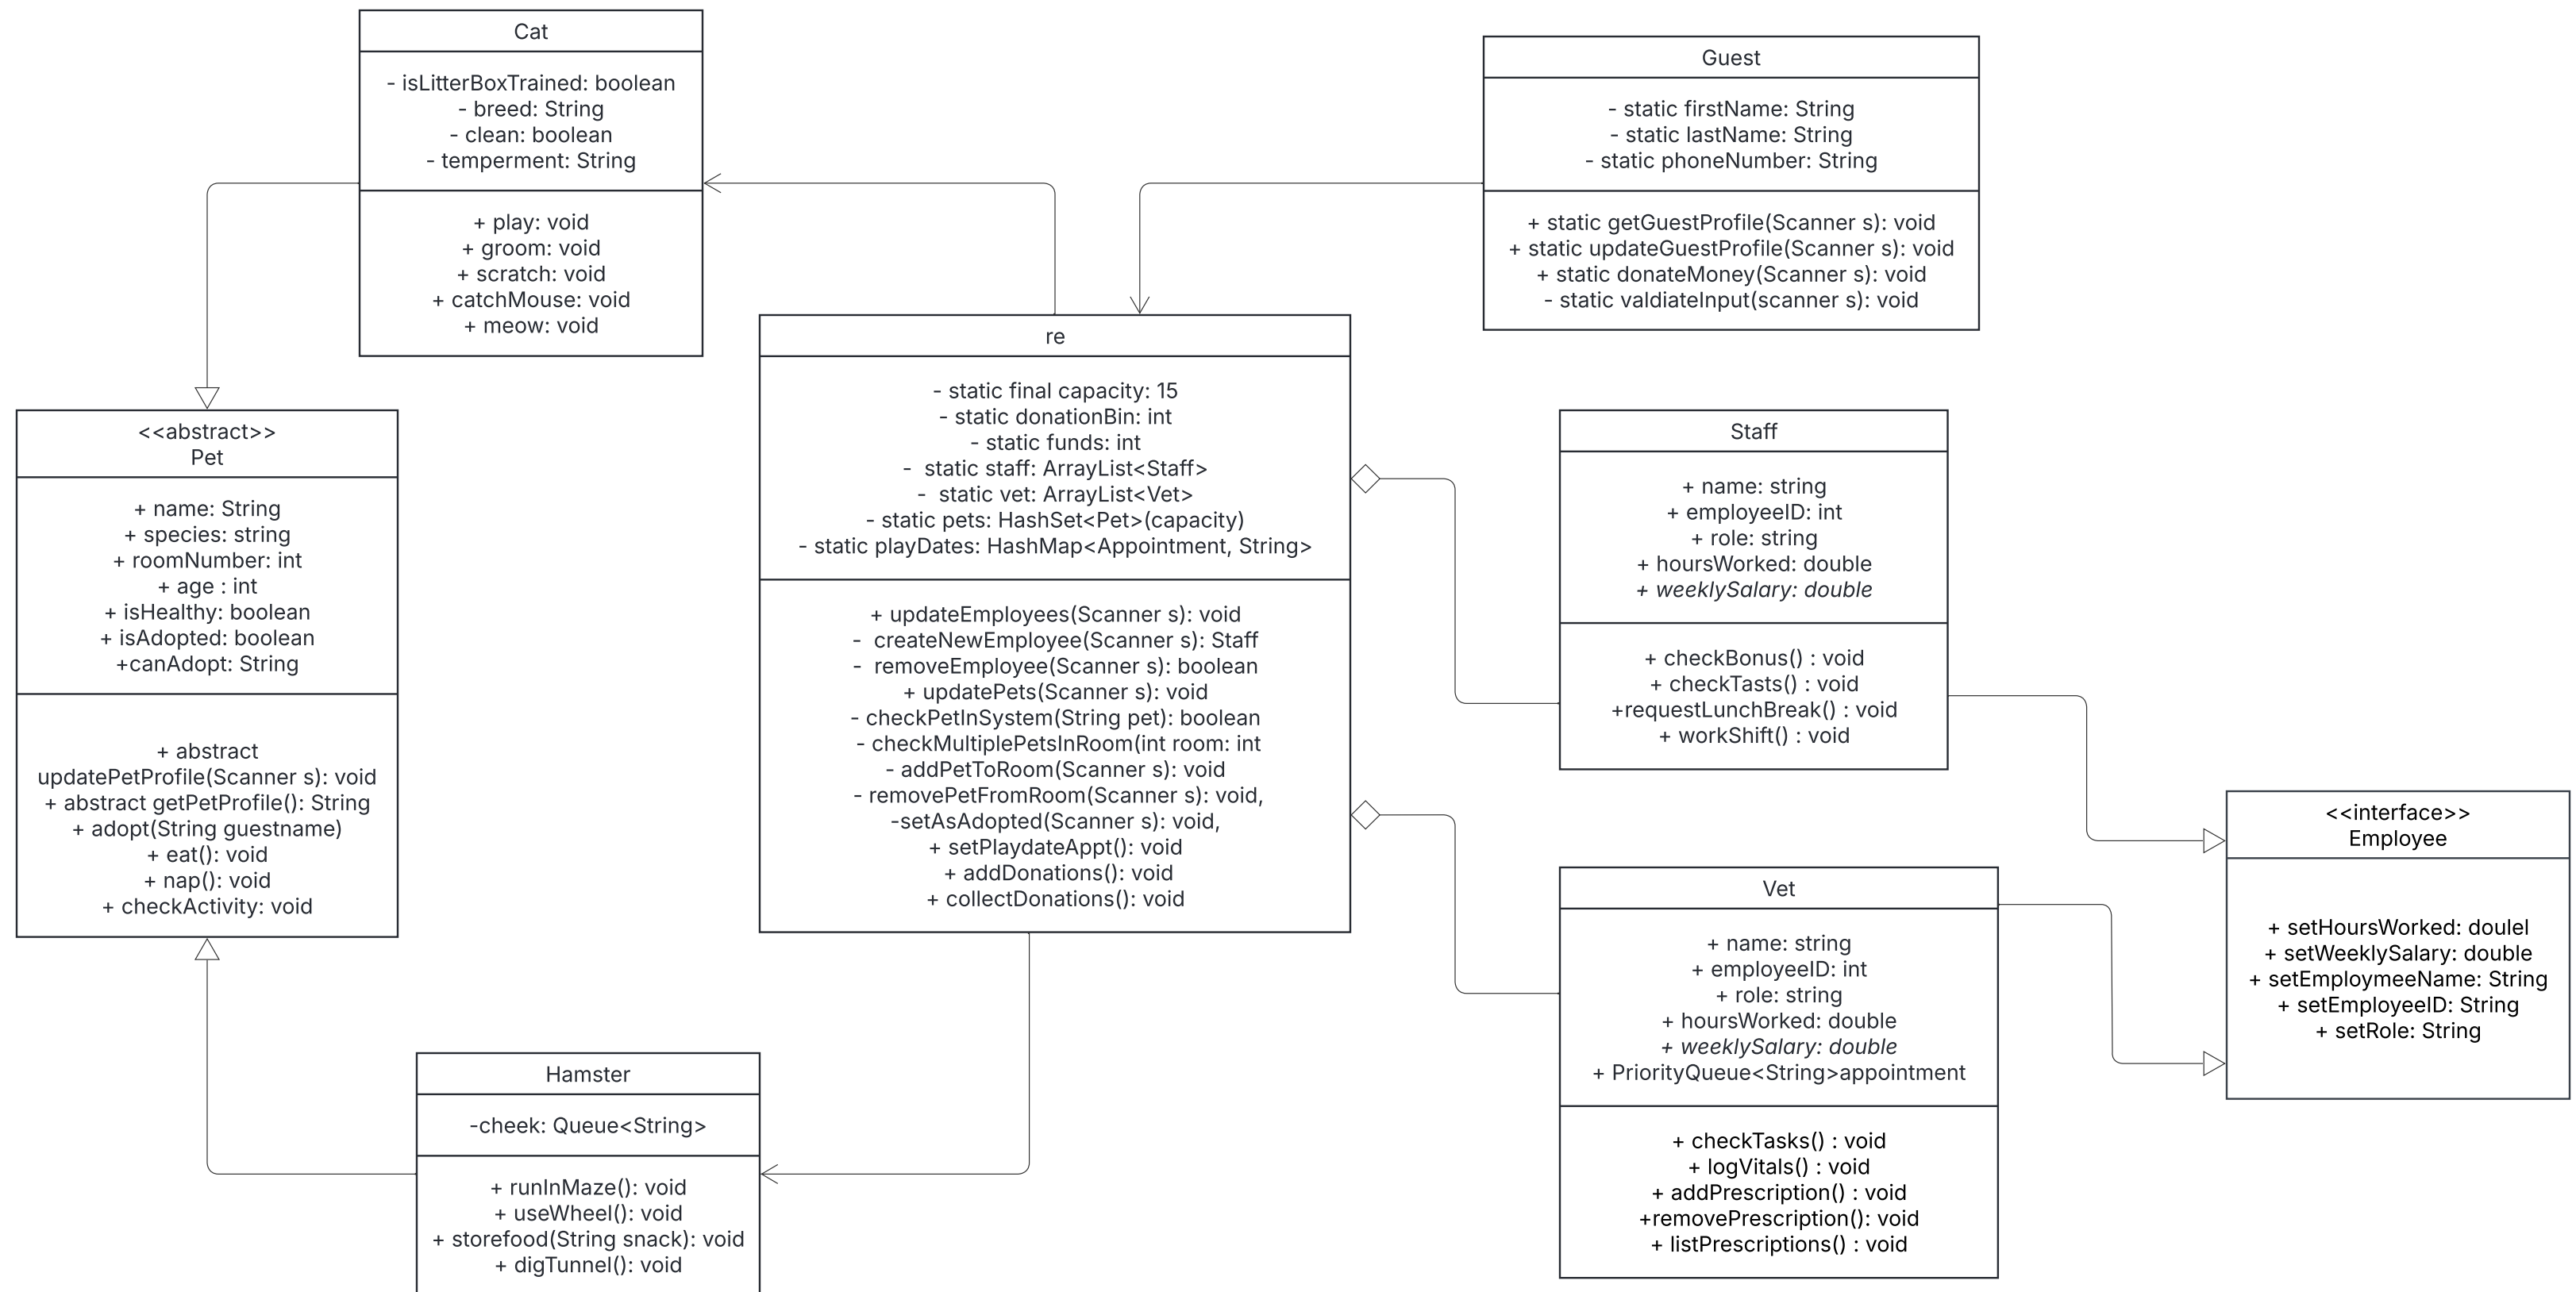 Cat
- isLitterBoxTrained: boolean
- breed: String
- clean: boolean
- temperment: String
+ play: void
+ groom: void
+ scratch: void
+ catchMouse: void
+ meow: void
Guest
- static firstName: String
- static lastName: String
- static phoneNumber: String
+ static getGuestProfile(Scanner s): void
+ static updateGuestProfile(Scanner s): void
+ static donateMoney(Scanner s): void
- static valdiateInput(scanner s): void
<<abstract>>
Pet
+ name: String
+ species: string
+ roomNumber: int
+ age : int
+ isHealthy: boolean
+ isAdopted: boolean
+canAdopt: String
+ abstract
updatePetProfile(Scanner s): void
+ abstract getPetProfile(): String
+ adopt(String guestname)
+ eat(): void
+ nap(): void
+ checkActivity: void
re
- static final capacity: 15
- static donationBin: int
- static funds: int
- static staff: ArrayList<Staff>
- static vet: ArrayList<Vet>
- static pets: HashSet<Pet>(capacity)
- static playDates: HashMap<Appointment, String>
+ updateEmployees(Scanner s): void
- createNewEmployee(Scanner s): Staff
- removeEmployee(Scanner s): boolean
+ updatePets(Scanner s): void
- checkPetInSystem(String pet): boolean
- checkMultiplePetsInRoom(int room: int
- addPetToRoom(Scanner s): void
- removePetFromRoom(Scanner s): void,
-setAsAdopted(Scanner s): void,
+ setPlaydateAppt(): void
+ addDonations(): void
+ collectDonations(): void
Staff
+ name: string
+ employeeID: int
+ role: string
+ hoursWorked: double
+ weeklySalary: double
+ checkBonus() : void
+ checkTasts() : void
+requestLunchBreak() : void
+ workShift() : void
<<interface>>
Employee
+ setHoursWorked: doulel
+ setWeeklySalary: double
+ setEmploymeeName: String
+ setEmployeeID: String
+ setRole: String
Vet
+ name: string
+ employeeID: int
+ role: string
+ hoursWorked: double
+ weeklySalary: double
+ PriorityQueue<String>appointment
+ checkTasks() : void
+ logVitals() : void
+ addPrescription() : void
+removePrescription(): void
+ listPrescriptions() : void
Hamster
-cheek: Queue<String>
+ runInMaze(): void
+ useWheel(): void
+ storefood(String snack): void
+ digTunnel(): void